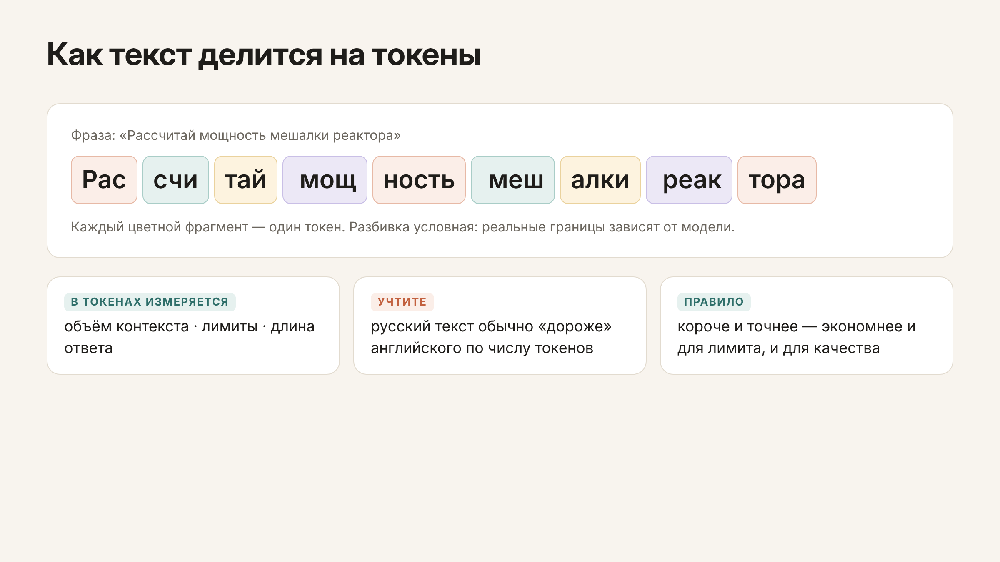 Как текст делится на токены
Фраза: «Рассчитай мощность мешалки реактора»
Рас счи тай мощ ность меш алки реак тора
Каждый цветной фрагмент — один токен. Разбивка условная: реальные границы зависят от модели.
В ТОКЕНАХ ИЗМЕРЯЕТСЯ
объём контекста · лимиты · длина
ответа
УЧТИТЕ
русский текст обычно «дороже»
английского по числу токенов
ПРАВИЛО
короче и точнее — экономнее и
для лимита, и для качества